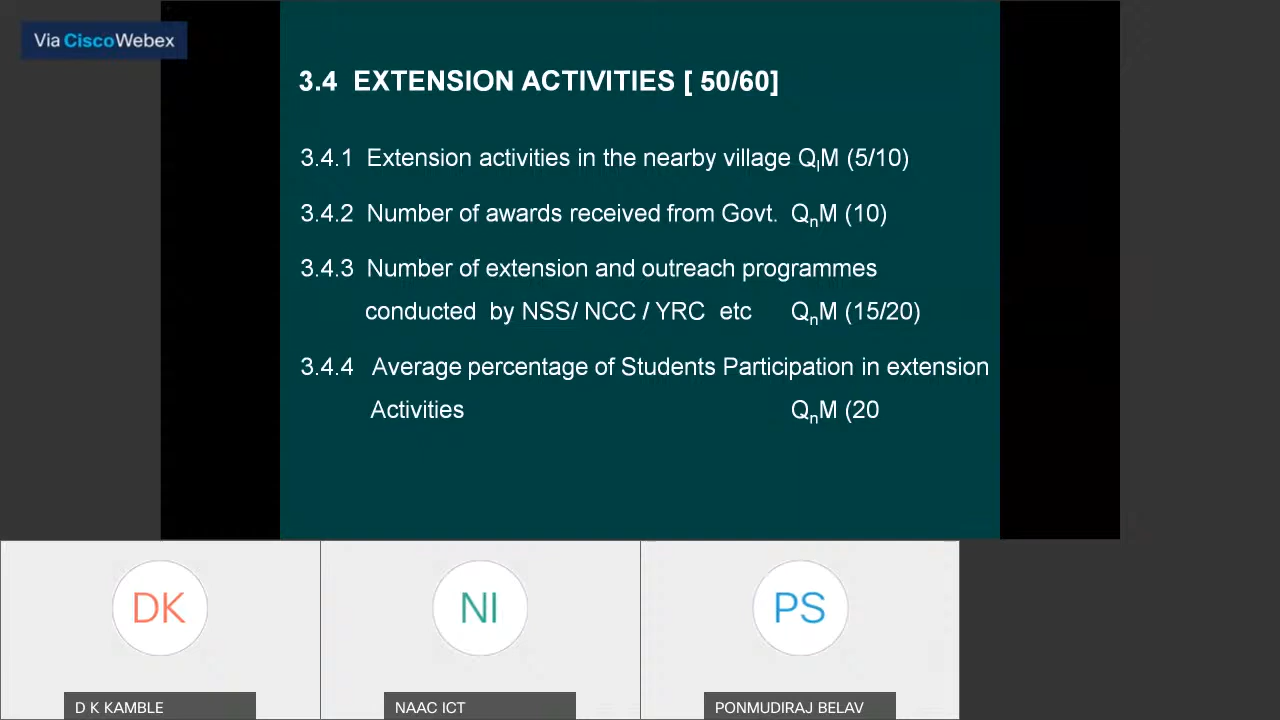 Via CiscoWebex
3.4 EXTENSION ACTIVITIES [ 50/60]
3.4.1 Extension activities in the nearby village QlM (5/10)
3.4.2 Number of awards received from Govt. QnM (10)
3.4.3 Number of extension and outreach programmes
conducted by NSS/ NCC / YRC etc QnM (15/20)
3.4.4 Average percentage of Students Participation in extension
Activities QnM (20
DK
NI
PS
D K KAMBLE
NAAC ICT
PONMUDIRAJ BELAV